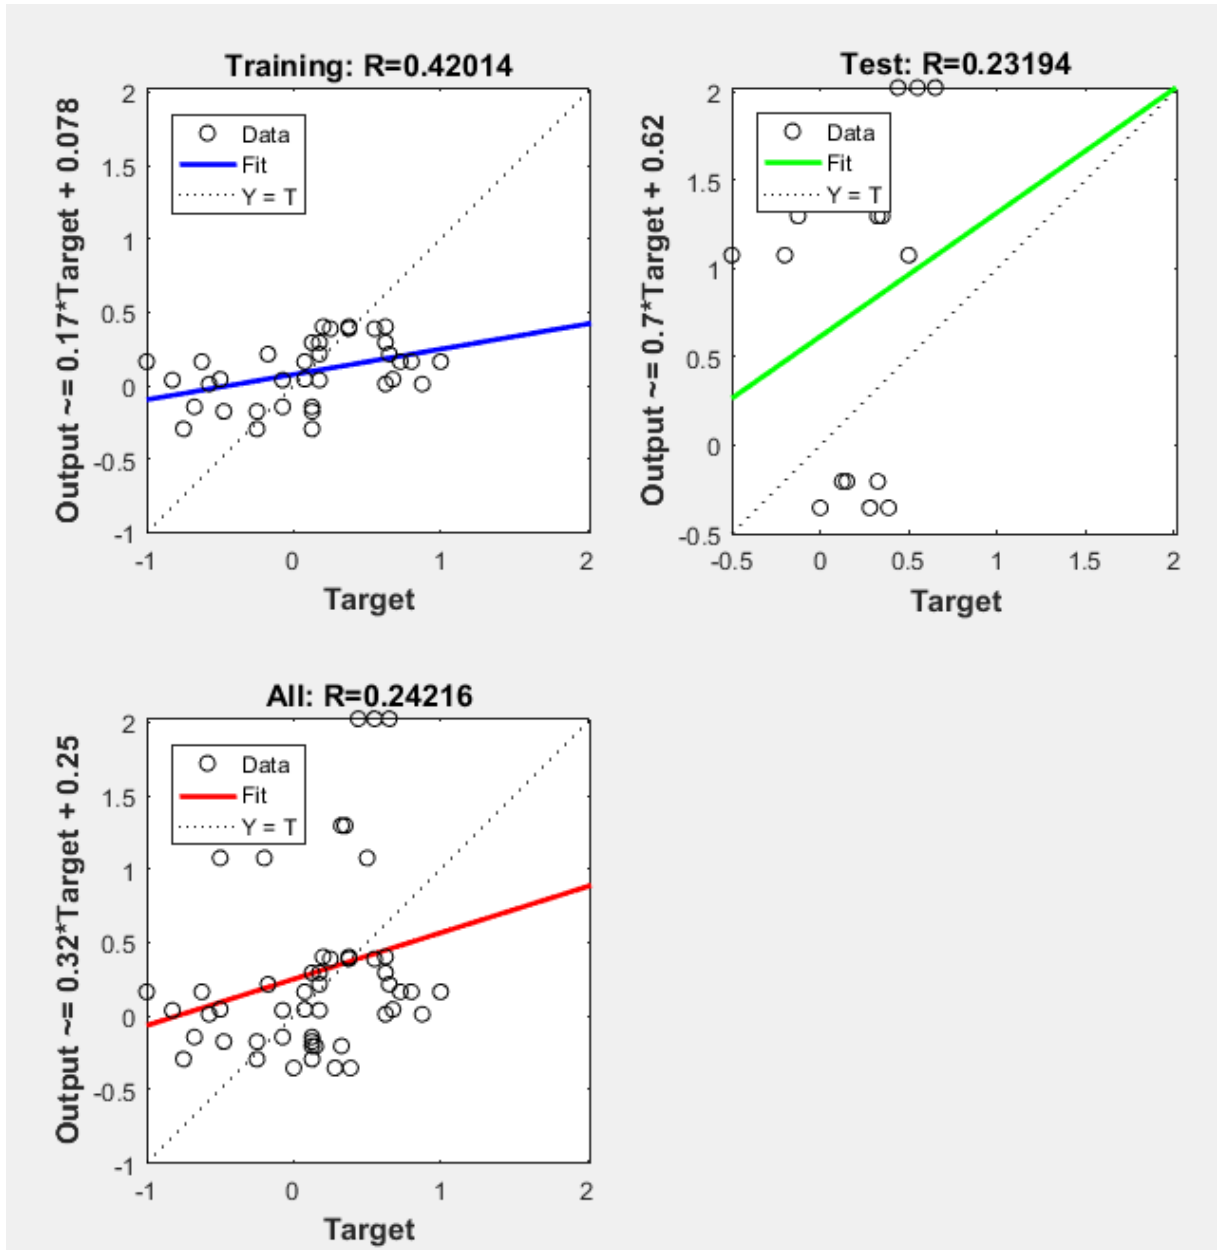 Training: R=0.42014
Output ~= 0.17*Target + 0.078
2
1.5
1
0.5
0
-0.5
-1
Data
Fit
Y = T
-1
0
1
2
Target
Test: R=0.23194
Output ~= 0.7*Target + 0.62
2
1.5
1
0.5
0
-0.5
Data
Fit
Y = T
-0.5
0
0.5
1
1.5
2
Target
All: R=0.24216
Output ~= 0.32*Target + 0.25
2
1.5
1
0.5
0
-0.5
-1
Data
Fit
Y = T
-1
0
1
2
Target